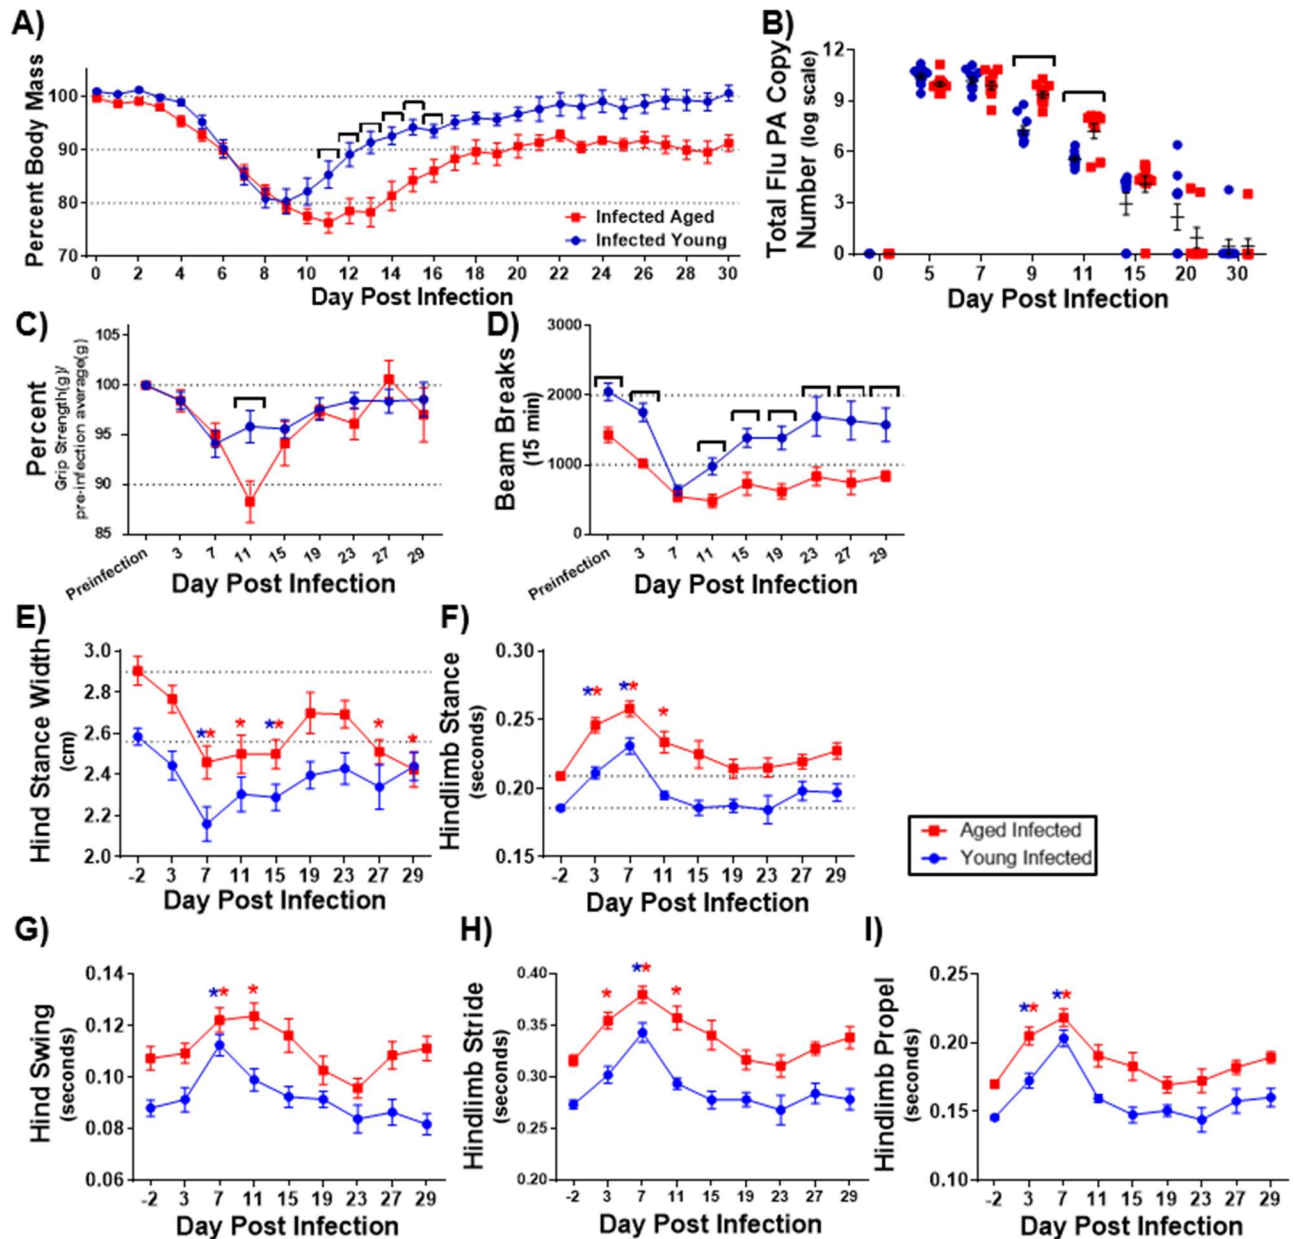 A)
Percent Body Mass
100
90
80
70
Infected Aged
Infected Young
0 2 4 6 8 10 12 14 16 18 20 22 24 26 28 30
Day Post Infection
B)
Total Flu PA Copy
Number (log scale)
12
9
6
3
0
0 5 7 9 11 15 20 30
Day Post Infection
C)
Percent
Grip Strength(g)/
pre-infection average(g)
105
100
95
90
85
Preinfection 3 7 11 15 19 23 27 29
Day Post Infection
D)
Beam Breaks
(15 min)
3000
2000
1000
0
Preinfection 3 7 11 15 19 23 27 29
Day Post Infection
E)
Hind Stance Width
(cm)
3.0
2.8
2.6
2.4
2.2
2.0
** * ** * *
-2 3 7 11 15 19 23 27 29
Day Post Infection
F)
Hindlimb Stance
(seconds)
0.30
0.25
0.20
0.15
** ** *
-2 3 7 11 15 19 23 27 29
Day Post Infection
Aged Infected
Young Infected
G)
Hind Swing
(seconds)
0.14
0.12
0.10
0.08
0.06
** *
-2 3 7 11 15 19 23 27 29
Day Post Infection
H)
Hindlimb Stride
(seconds)
0.40
0.35
0.30
0.25
0.20
* ** *
-2 3 7 11 15 19 23 27 29
Day Post Infection
I)
Hindlimb Propel
(seconds)
0.25
0.20
0.15
0.10
** **
-2 3 7 11 15 19 23 27 29
Day Post Infection